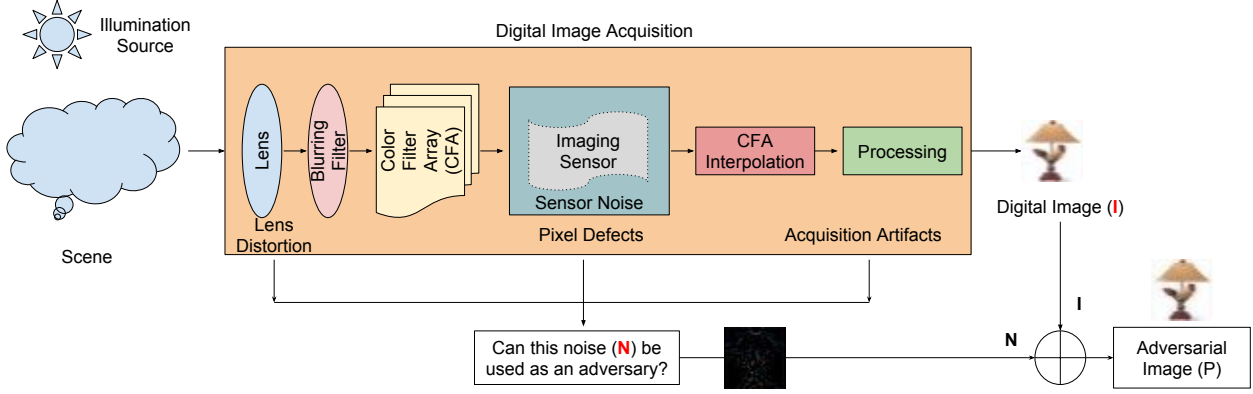 Illumination
Source
Digital Image Acquisition
Lens
Blurring
Filter
Color
Filter
Array
(CFA)
Imaging
Sensor
Sensor Noise
CFA
Interpolation
Processing
Lens
Distortion
Pixel Defects
Acquisition Artifacts
Scene
Digital Image (I)
I
N
Can this noise (N) be
used as an adversary?
Adversarial
Image (P)